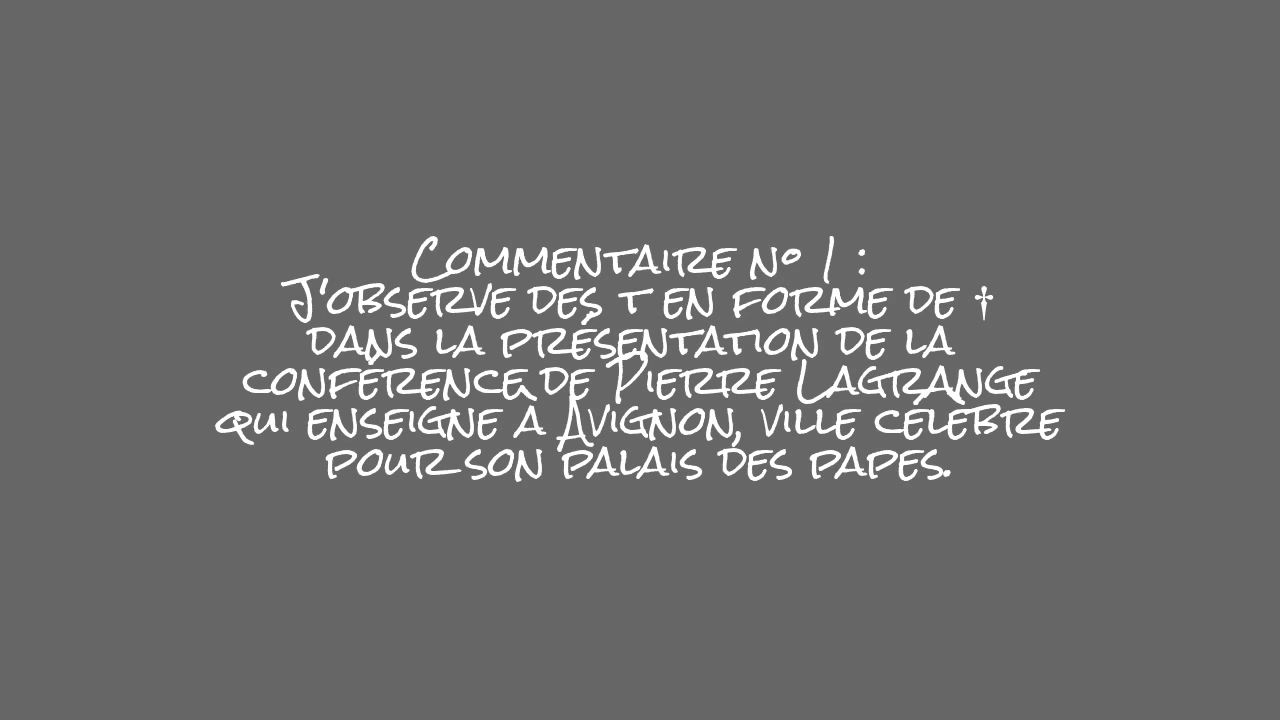 Commentaire n° 1 :
J'observe des t en forme de †
dans la présentation de la
conférence de Pierre Lagrange
qui enseigne à Avignon, ville célèbre
pour son palais des papes.